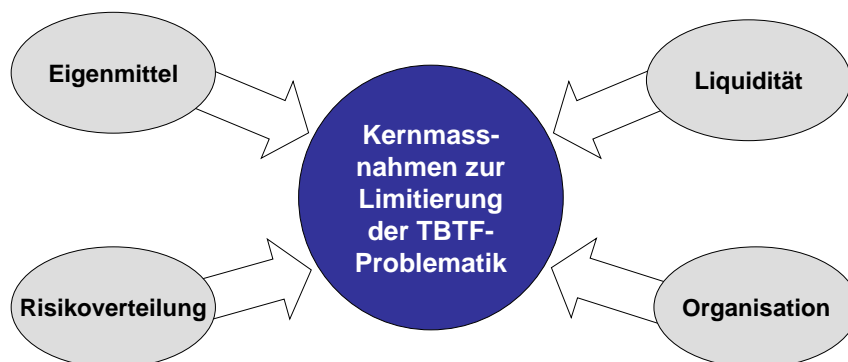 Eigenmittel
Liquidität
Kernmass-
nahmen zur
Limitierung
der TBTF-
Problematik
Risikoverteilung
Organisation